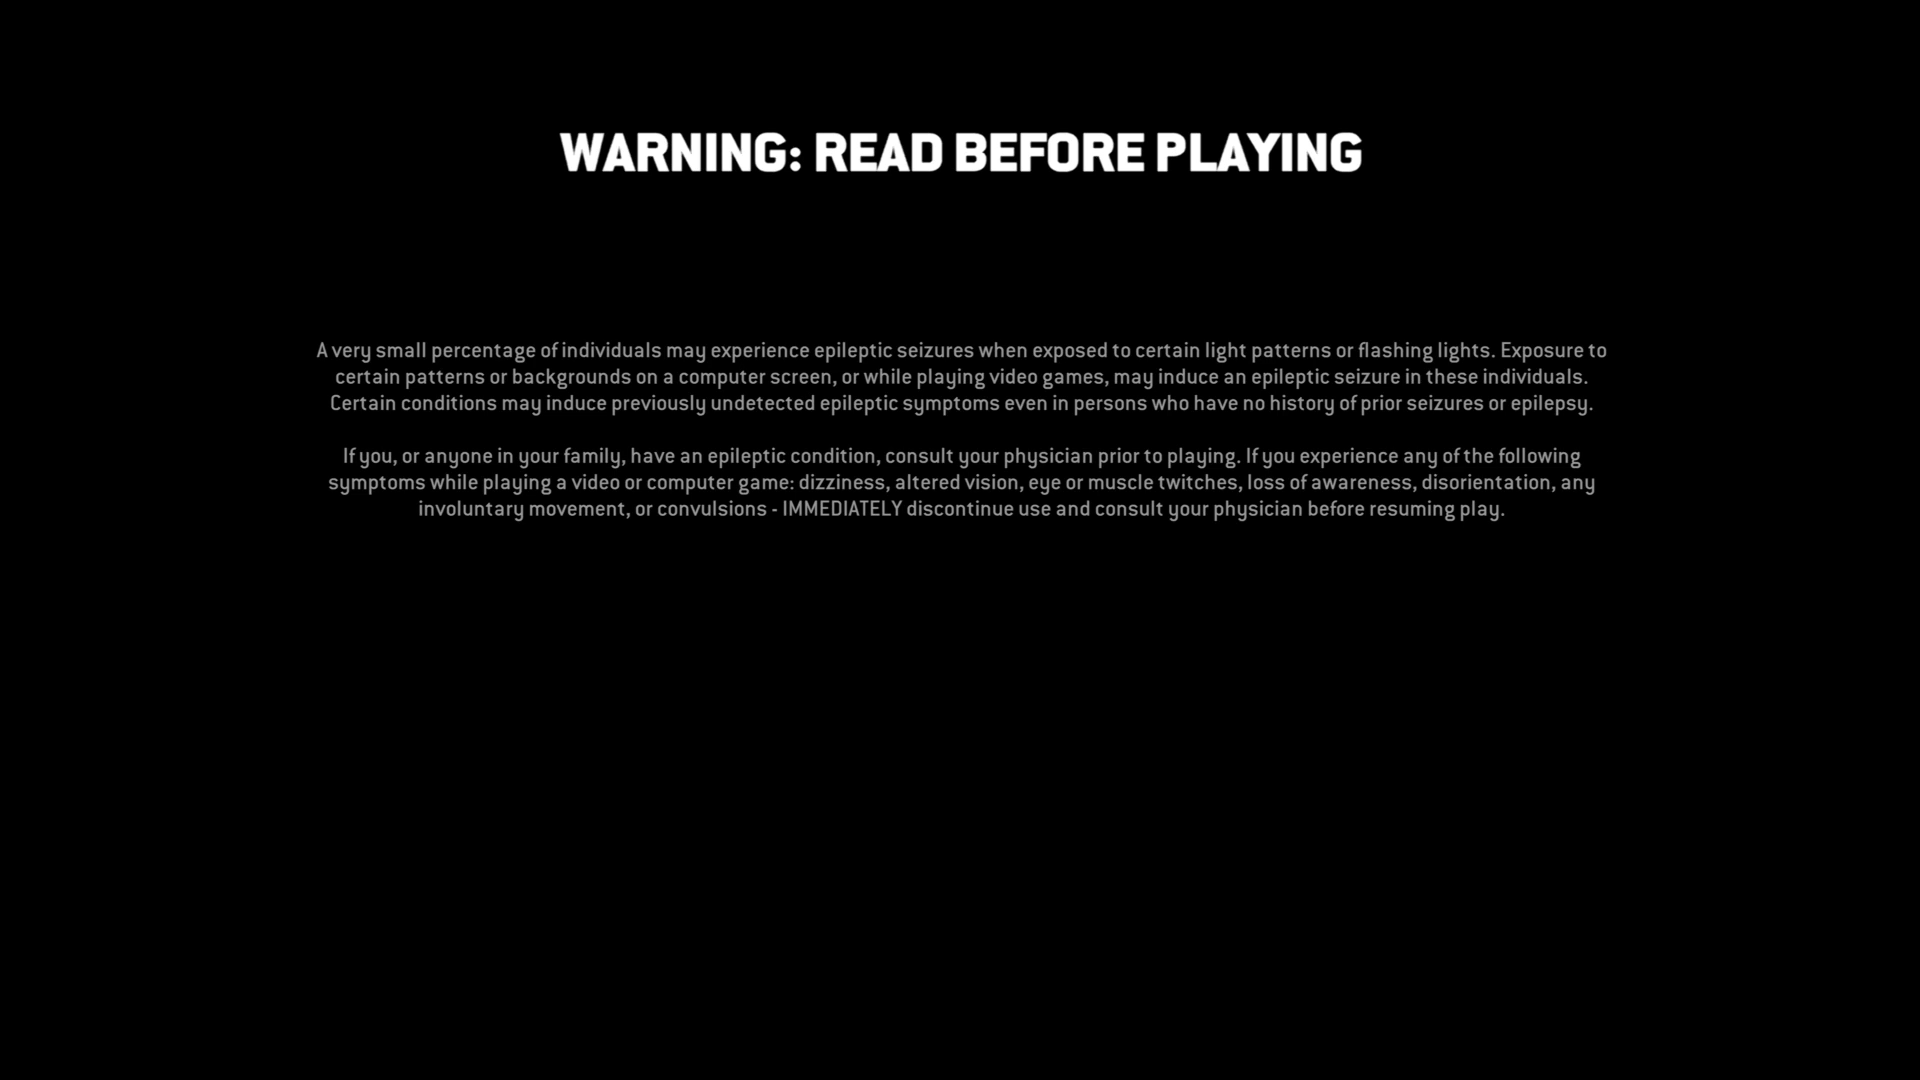 WARNING: READ BEFORE PLAYING
A very small percentage of individuals may experience epileptic seizures when exposed to certain light patterns or flashing lights. Exposure to
certain patterns or backgrounds on a computer screen, or while playing video games, may induce an epileptic seizure in these individuals.
Certain conditions may induce previously undetected epileptic symptoms even in persons who have no history of prior seizures or epilepsy.
If you, or anyone in your family, have an epileptic condition, consult your physician prior to playing. If you experience any of the following
symptoms while playing a video or computer game: dizziness, altered vision, eye or muscle twitches, loss of awareness, disorientation, any
involuntary movement, or convulsions - IMMEDIATELY discontinue use and consult your physician before resuming play.